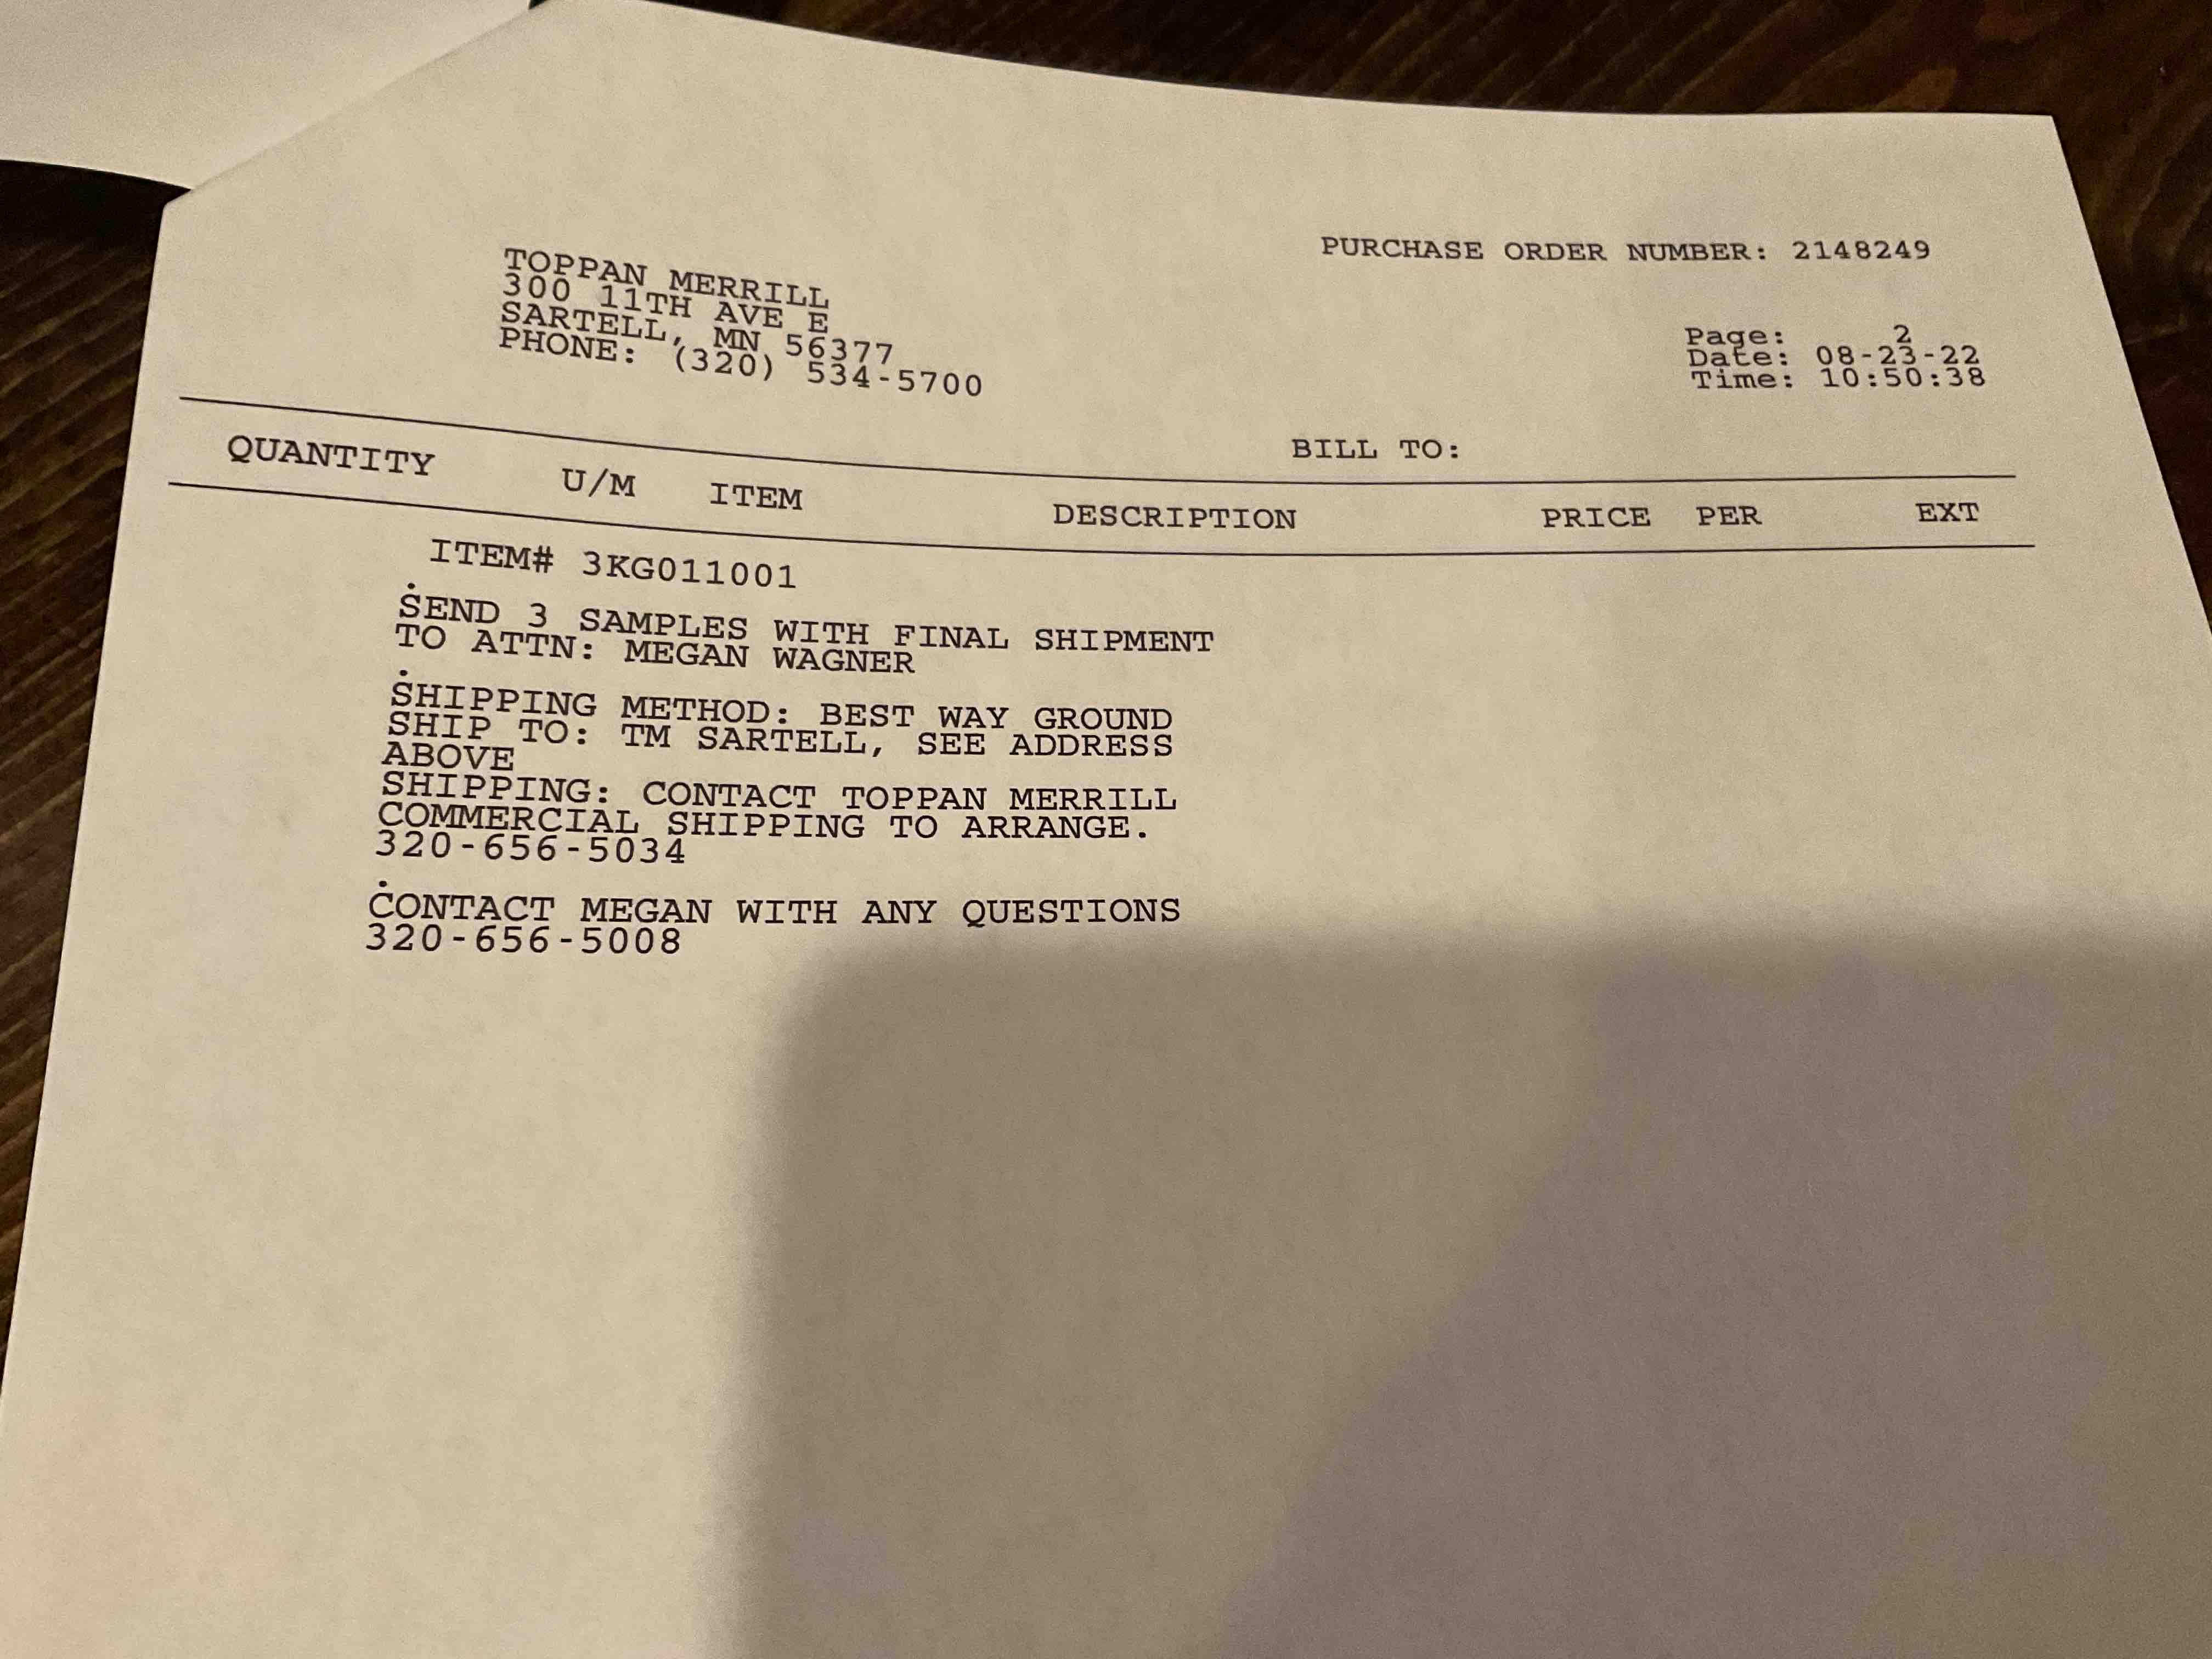 TOPPAN MERRILL
300 11TH AVE E
SARTELL, MN 56377
PHONE: (320) 534-5700
PURCHASE ORDER NUMBER: 2148249
Page: 2
Date: 08-23-22
Time: 10:50:38
BILL TO:
QUANTITY U/M ITEM DESCRIPTION PRICE PER EXT
ITEM# 3KG011001
.
SEND 3 SAMPLES WITH FINAL SHIPMENT
TO ATTN: MEGAN WAGNER
.
SHIPPING METHOD: BEST WAY GROUND
SHIP TO: TM SARTELL, SEE ADDRESS
ABOVE
SHIPPING: CONTACT TOPPAN MERRILL
COMMERCIAL SHIPPING TO ARRANGE.
320-656-5034
.
CONTACT MEGAN WITH ANY QUESTIONS
320-656-5008